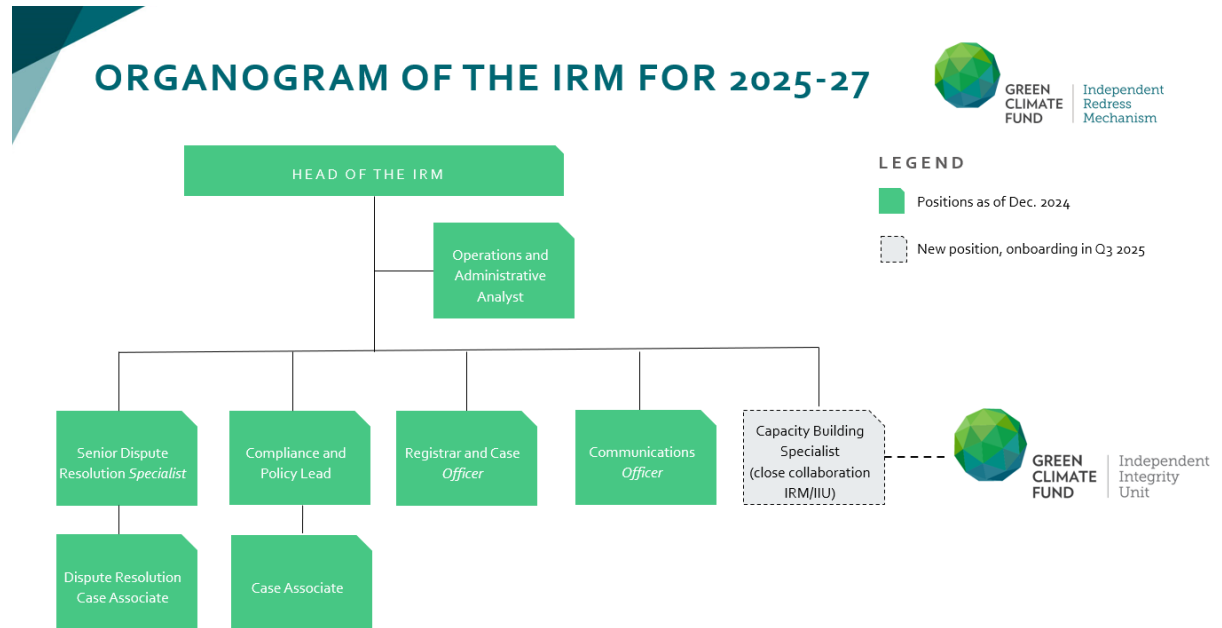 ORGANOGRAM OF THE IRM FOR 2025-27
GREEN
CLIMATE
FUND
Independent
Redress
Mechanism
LEGEND
Positions as of Dec. 2024
New position, onboarding in Q3 2025
HEAD OF THE IRM
Operations and
Administrative
Analyst
Senior Dispute
Resolution Specialist
Compliance and
Policy Lead
Registrar and Case
Officer
Communications
Officer
Capacity Building
Specialist
(close collaboration
IRM/IIU)
GREEN
CLIMATE
FUND
Independent
Integrity
Unit
Dispute Resolution
Case Associate
Case Associate